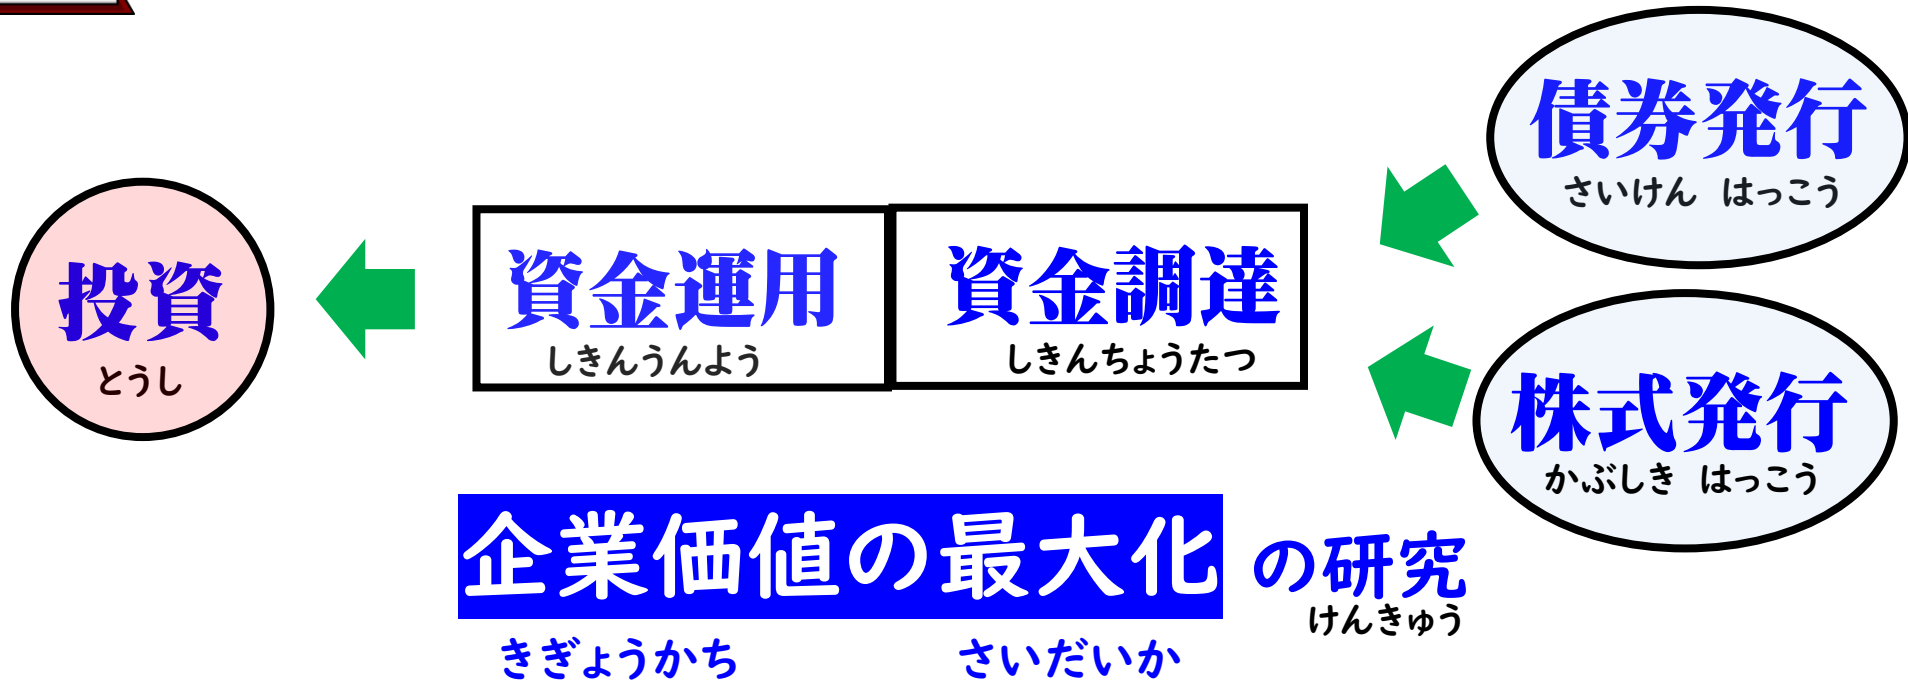 債券発行
さいけん はっこう
投資
とうし
資金運用
しきんうんよう
資金調達
しきんちょうたつ
株式発行
かぶしき はっこう
企業価値の最大化 の研究
けんきゅう
きぎょうかち さいだいか